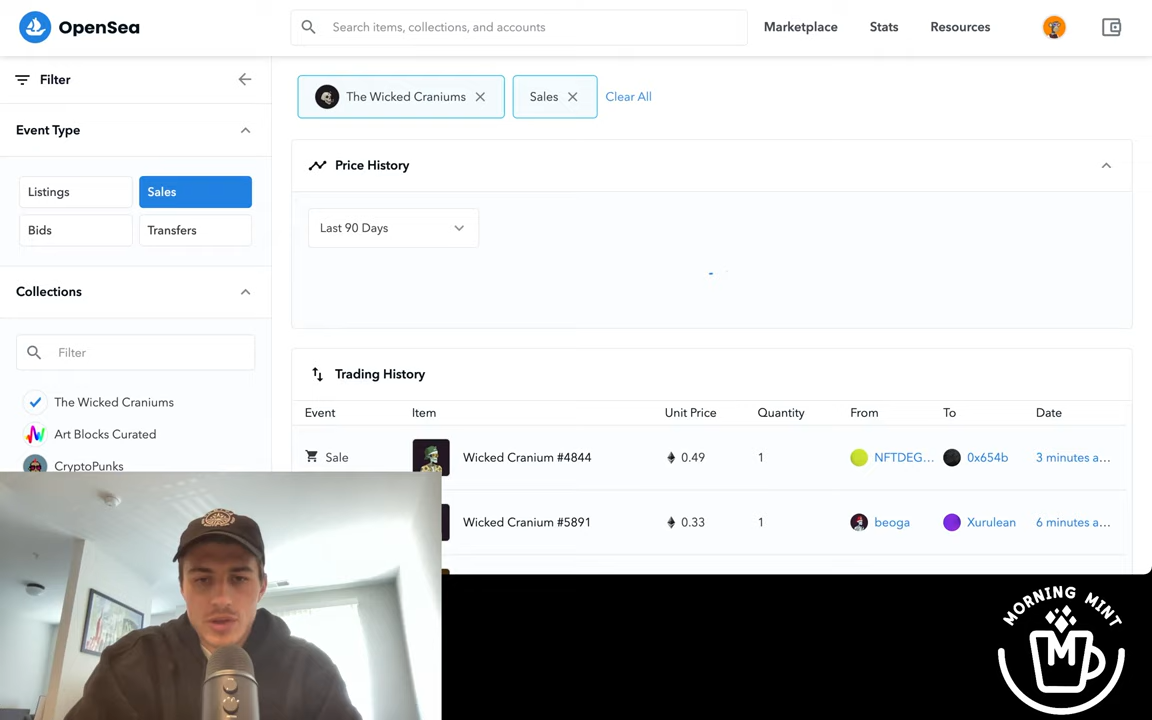 OpenSea
Search items, collections, and accounts
Marketplace
Stats
Resources
Filter
The Wicked Craniums
Sales
Clear All
Event Type
Listings
Sales
Bids
Transfers
Price History
Last 90 Days
Collections
Filter
The Wicked Craniums
Art Blocks Curated
CryptoPunks
Trading History
Event Item Unit Price Quantity From To Date
Sale Wicked Cranium #4844 0.49 1 NFTDEG... 0x654b 3 minutes a...
Wicked Cranium #5891 0.33 1 beoga Xurulean 6 minutes a...
MORNING MINT
M